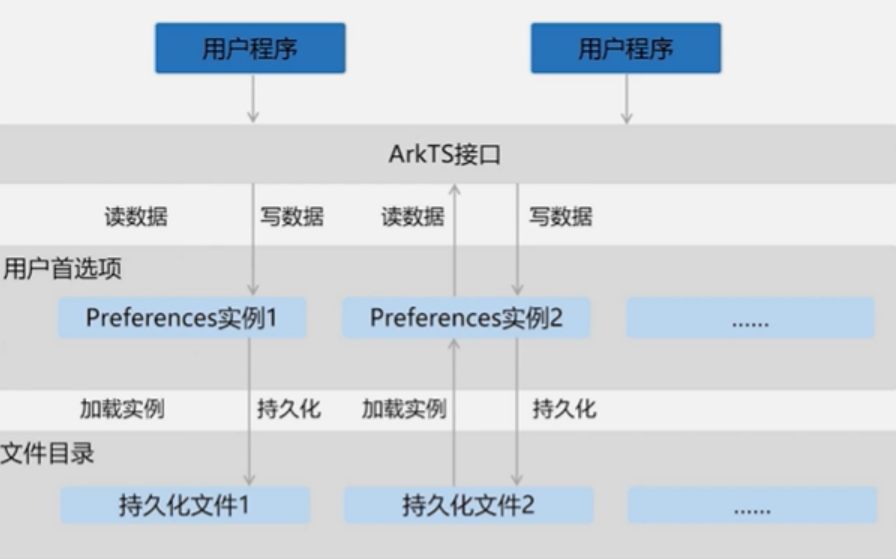 用户程序
用户程序
ArkTS接口
读数据
写数据
读数据
写数据
用户首选项
Preferences实例1
Preferences实例2
......
加载实例
持久化
加载实例
持久化
文件目录
持久化文件1
持久化文件2
......